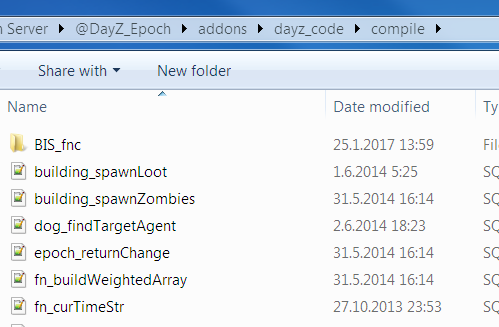 n Server @DayZ_Epoch addons dayz_code compile
Share with New folder
Name Date modified Ty
BIS_fnc 25.1.2017 13:59 Fil
building_spawnLoot 1.6.2014 5:25 SQ
building_spawnZombies 31.5.2014 16:14 SQ
dog_findTargetAgent 2.6.2014 18:23 SQ
epoch_returnChange 31.5.2014 16:14 SQ
fn_buildWeightedArray 31.5.2014 16:14 SQ
fn_curTimeStr 27.10.2013 23:53 SQ